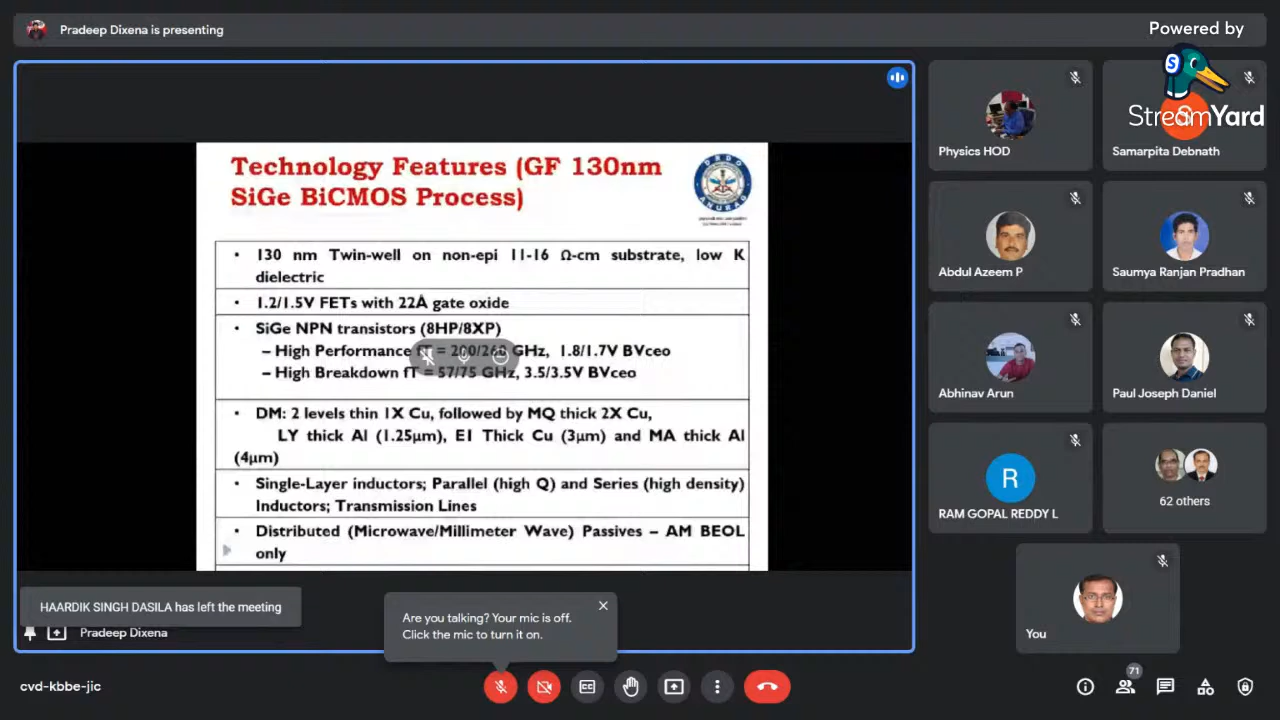 Pradeep Dixena is presenting
Powered by
StreamYard
Technology Features (GF 130nm
SiGe BiCMOS Process)
DRDO
ANURAG
• 130 nm Twin-well on non-epi 11-16 Ω-cm substrate, low K
dielectric
• 1.2/1.5V FETs with 22Å gate oxide
• SiGe NPN transistors (8HP/8XP)
– High Performance fT = 200/260 GHz, 1.8/1.7V BVceo
– High Breakdown fT = 57/75 GHz, 3.5/3.5V BVceo
• DM: 2 levels thin 1X Cu, followed by MQ thick 2X Cu,
LY thick Al (1.25µm), E1 Thick Cu (3µm) and MA thick Al
(4µm)
• Single-Layer inductors; Parallel (high Q) and Series (high density)
Inductors; Transmission Lines
• Distributed (Microwave/Millimeter Wave) Passives – AM BEOL
only
Physics HOD
S
Samarpita Debnath
Abdul Azeem P
Saumya Ranjan Pradhan
Abhinav Arun
Paul Joseph Daniel
R
RAM GOPAL REDDY L
62 others
You
HAARDIK SINGH DASILA has left the meeting
Pradeep Dixena
Are you talking? Your mic is off.
Click the mic to turn it on.
cvd-kbbe-jic
71